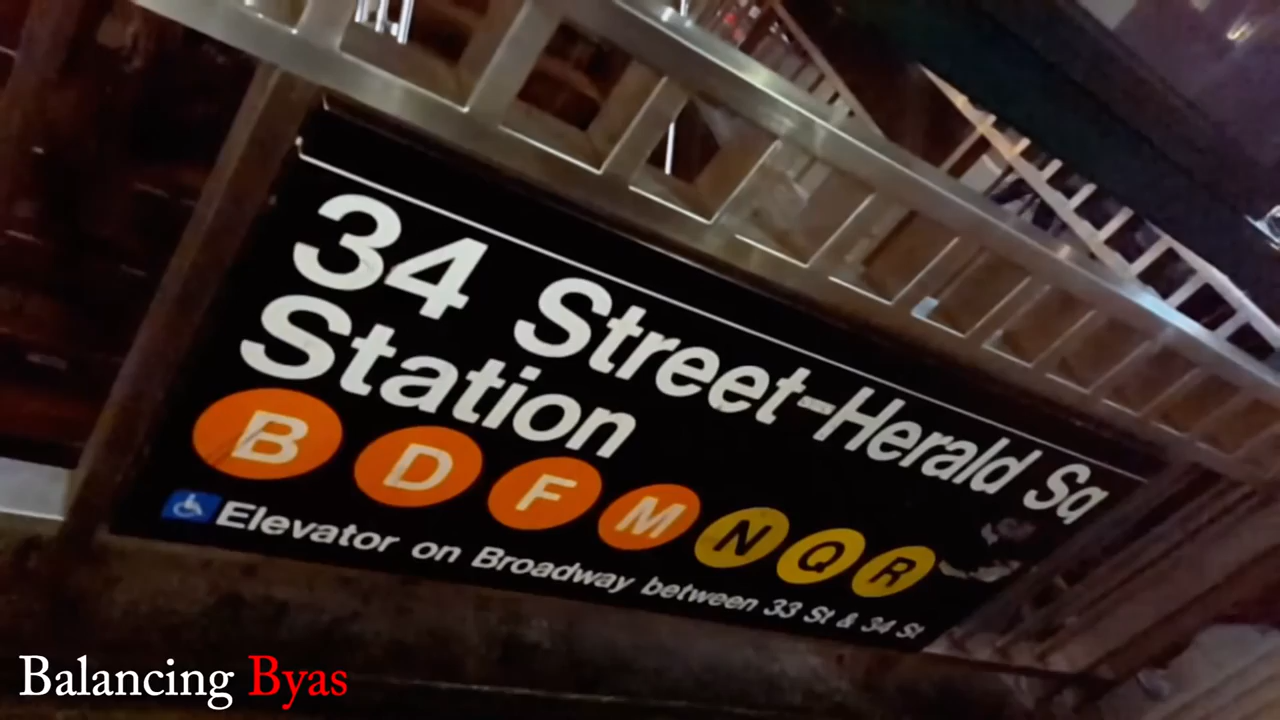 34 Street-Herald Sq
Station
B D F M N Q R
Elevator on Broadway between 33 St & 34 St
Balancing Byas